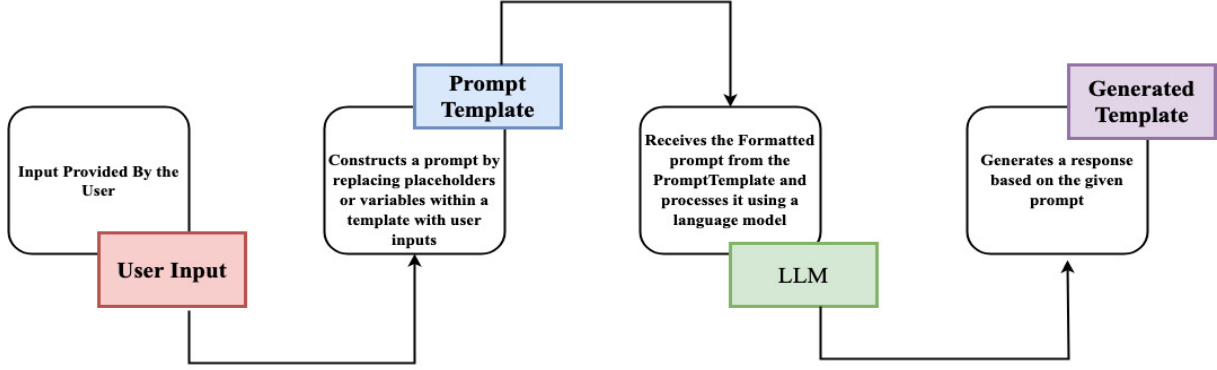 Input Provided By the
User
User Input
Prompt
Template
Constructs a prompt by
replacing placeholders
or variables within a
template with user
inputs
Receives the Formatted
prompt from the
PromptTemplate and
processes it using a
language model
LLM
Generated
Template
Generates a response
based on the given
prompt